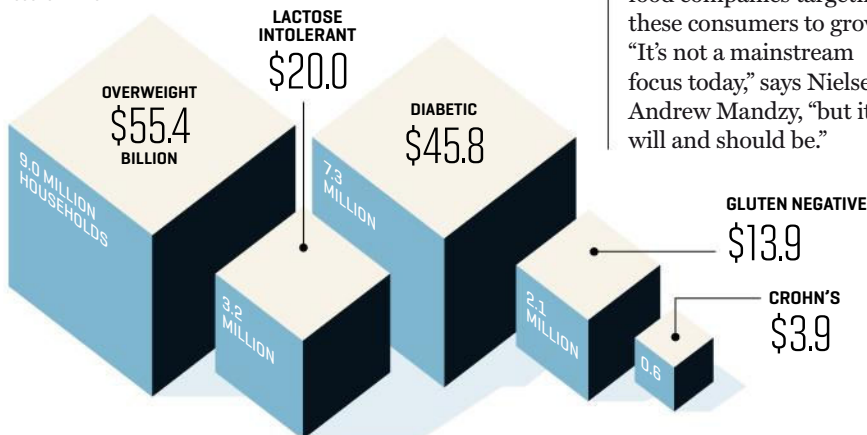 food companies targeting
these consumers to grow.
“It’s not a mainstream
focus today,” says
Andrew Mandzy, “but it
will and should be.”
LACTOSE
INTOLERANT
$20.0
OVERWEIGHT
$55.4
BILLION
DIABETIC
$45.8
9.0 MILLION
HOUSEHOLDS
7.3
MILLION
GLUTEN NEGATIVE
$13.9
3.2
MILLION
2.1
MILLION
CROHN’S
$3.9
0.6